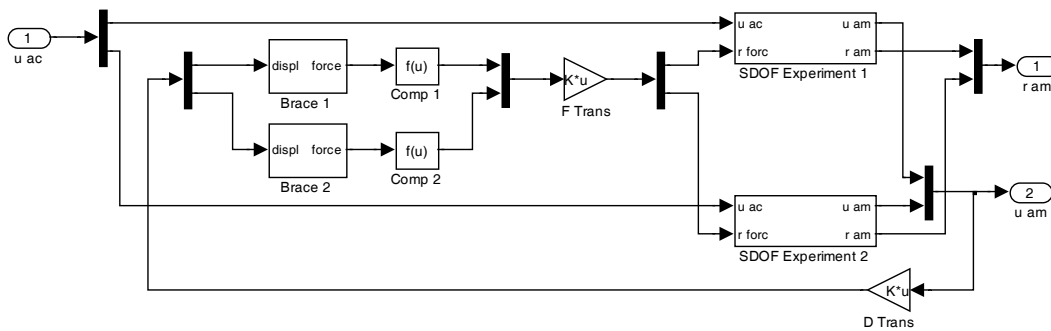 1
u ac
displ force
Brace 1
f(u)
Comp 1
displ force
Brace 2
f(u)
Comp 2
K*u
F Trans
u ac u am
r forc r am
SDOF Experiment 1
u ac u am
r forc r am
SDOF Experiment 2
1
r am
2
u am
K*u
D Trans